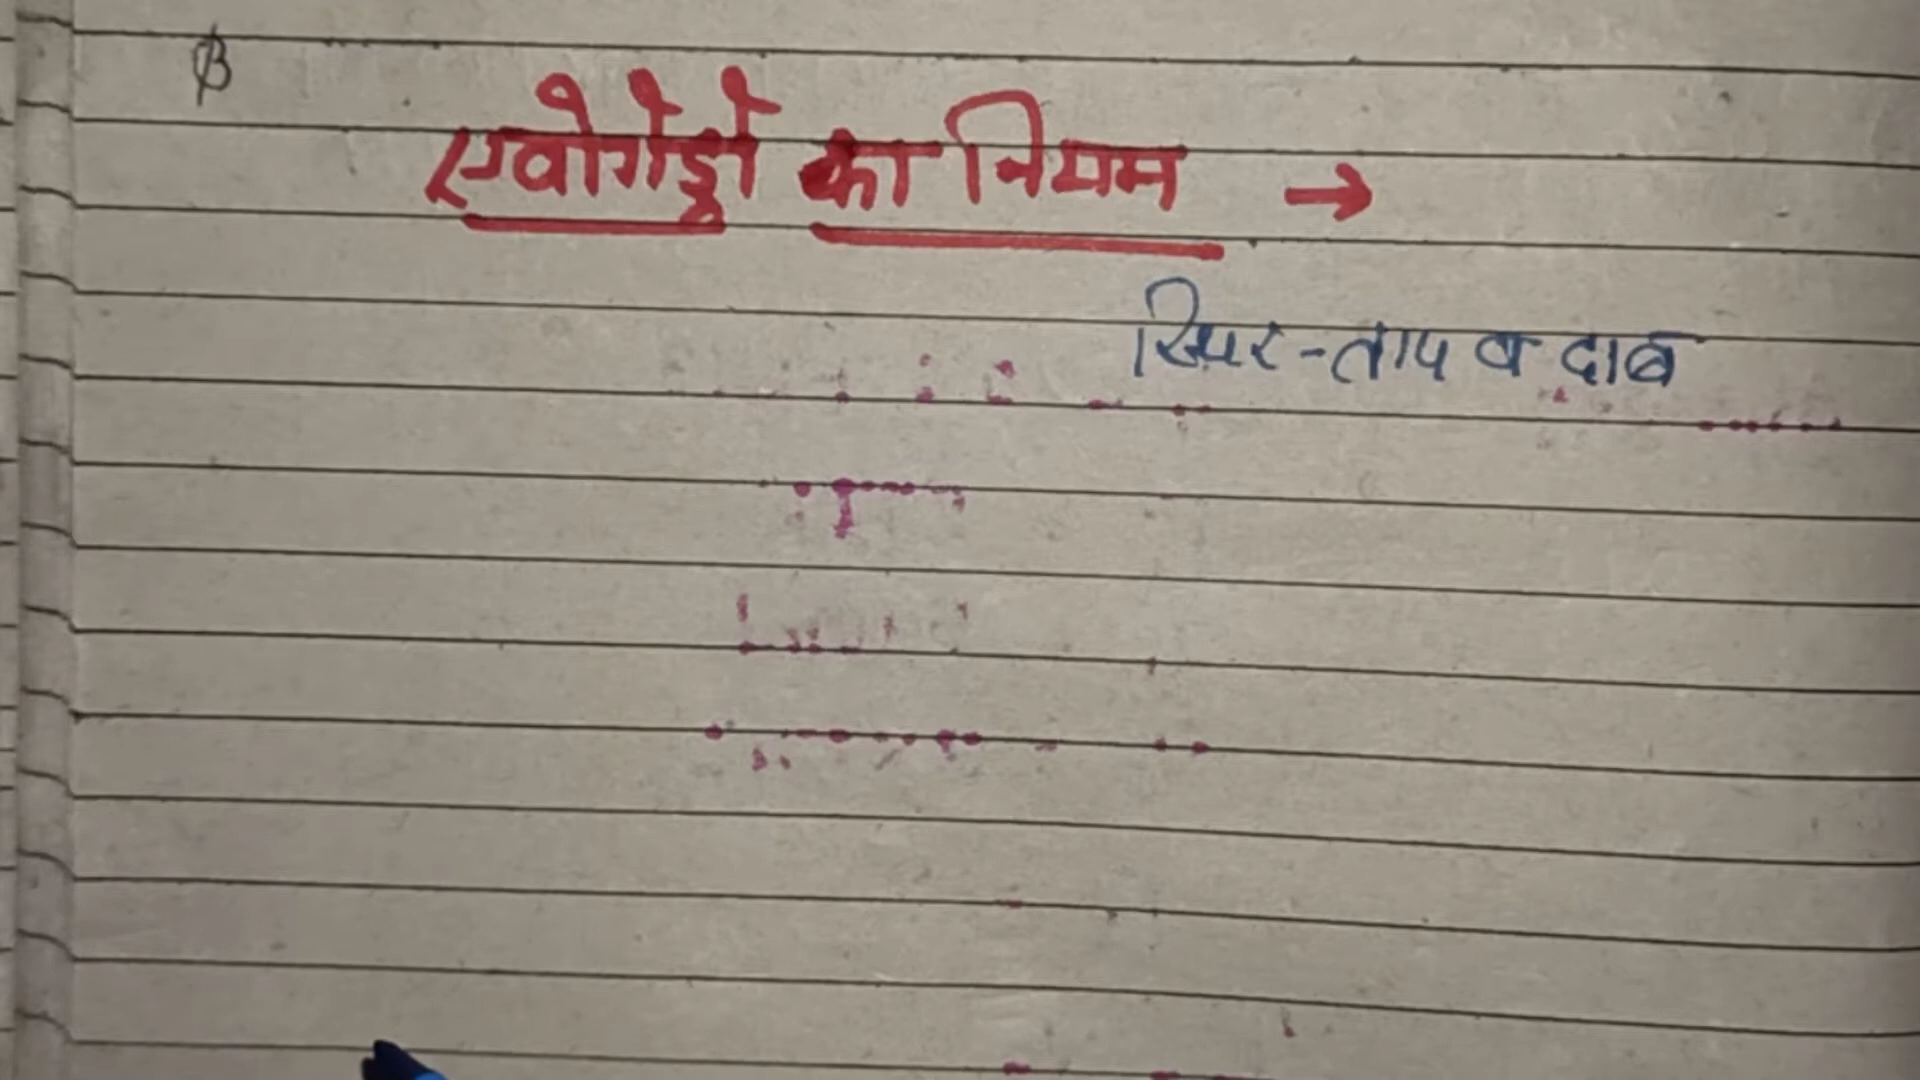 एवोगैड्रो का नियम →
स्थिर-ताप व दाब